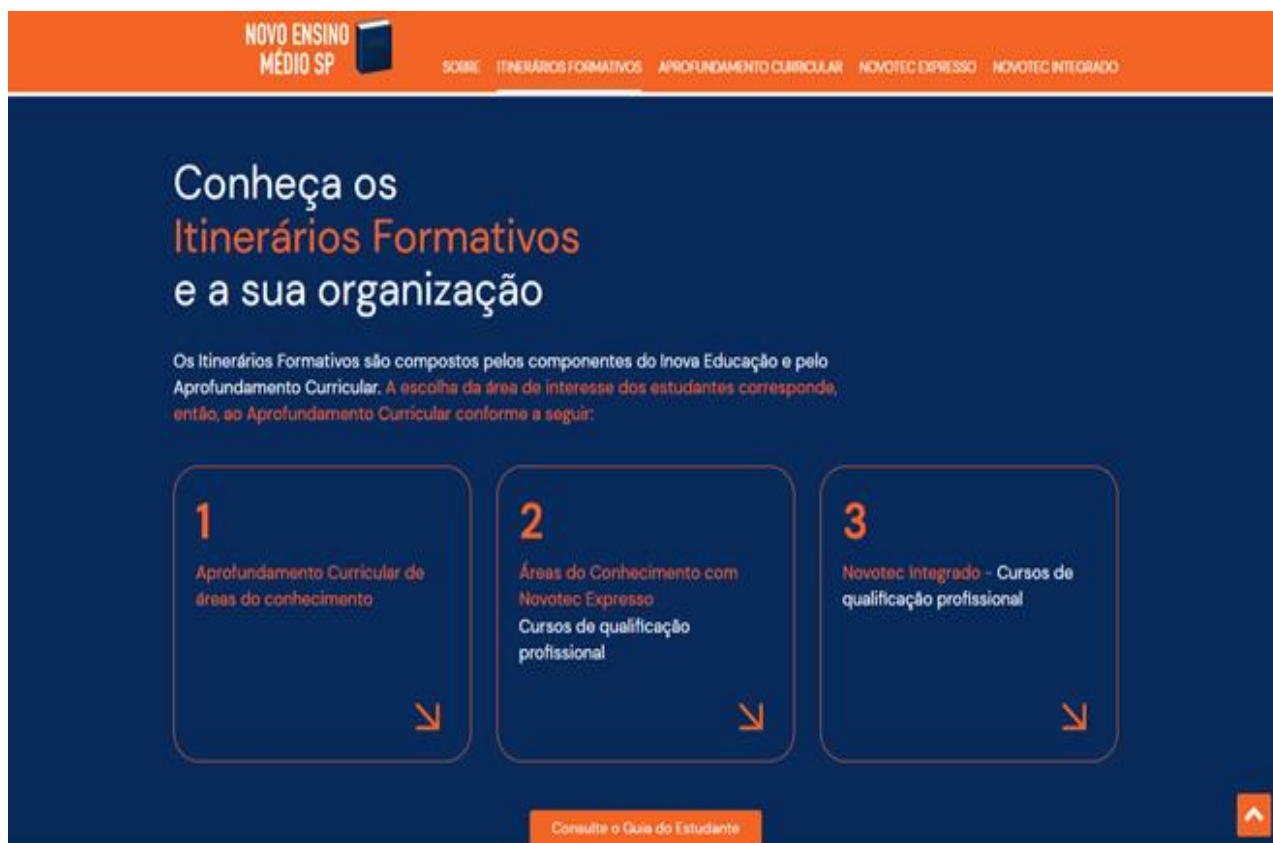 NOVO ENSINO
MÉDIO SP
SOBRE ITINERÁRIOS FORMATIVOS APROFUNDAMENTO CURRICULAR NOVOTEC EXPRESSO NOVOTEC INTEGRADO
Conheça os
Itinerários Formativos
e a sua organização
Os Itinerários Formativos são compostos pelos componentes do Inova Educação e pelo
Aprofundamento Curricular. A escolha da área de interesse dos estudantes corresponde,
então, ao Aprofundamento Curricular conforme a seguir:
1
Aprofundamento Curricular de
áreas do conhecimento
2
Áreas do Conhecimento com
Novotec Expresso
Cursos de qualificação
profissional
3
Novotec Integrado - Cursos de
qualificação profissional
Consulte o Guia do Estudante